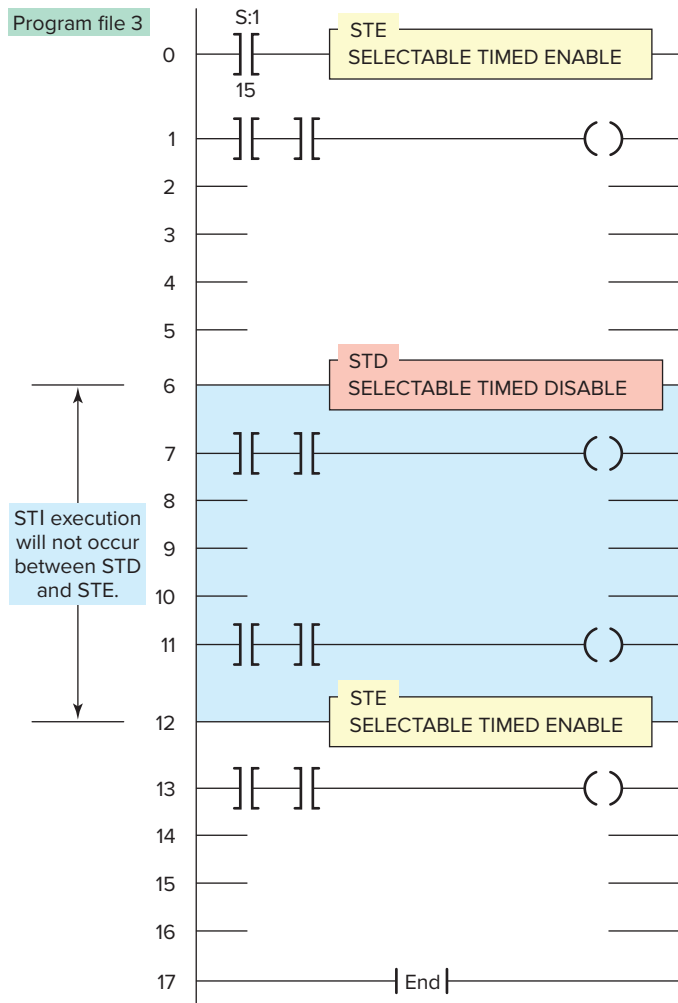 Program file 3
S:1
0
15
STE
SELECTABLE TIMED ENABLE
1
2
3
4
5
STD
6
SELECTABLE TIMED DISABLE
7
8
STI execution
will not occur
between STD
and STE.
9
10
11
STE
12
SELECTABLE TIMED ENABLE
13
14
15
16
17
End